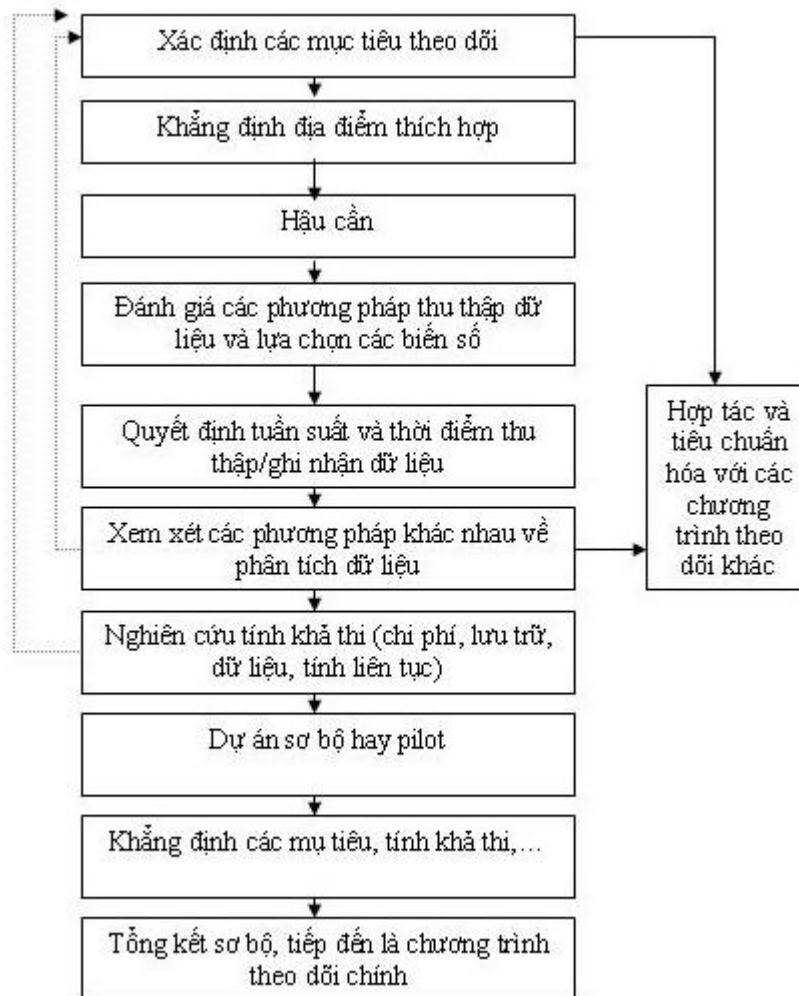 Xác định các mục tiêu theo dõi
Khẳng định địa điểm thích hợp
Hậu cần
Đánh giá các phương pháp thu thập dữ
liệu và lựa chọn các biến số
Quyết định tuần suất và thời điểm thu
thập/ghi nhận dữ liệu
Xem xét các phương pháp khác nhau về
phân tích dữ liệu
Hợp tác và
tiêu chuẩn
hóa với các
chương
trình theo
dõi khác
Nghiên cứu tính khả thi (chi phí, lưu trữ,
dữ liệu, tính liên tục)
Dự án sơ bộ hay pilot
Khẳng định các mụ tiêu, tính khả thi,...
Tổng kết sơ bộ, tiếp đến là chương trình
theo dõi chính